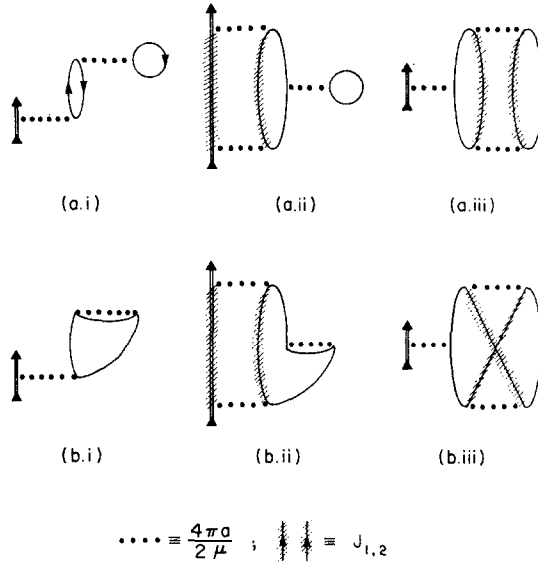 (a.i) (a.ii) (a.iii)
(b.i) (b.ii) (b.iii)
•••• ≡ 4πa / 2μ ; ≡ J₁,₂